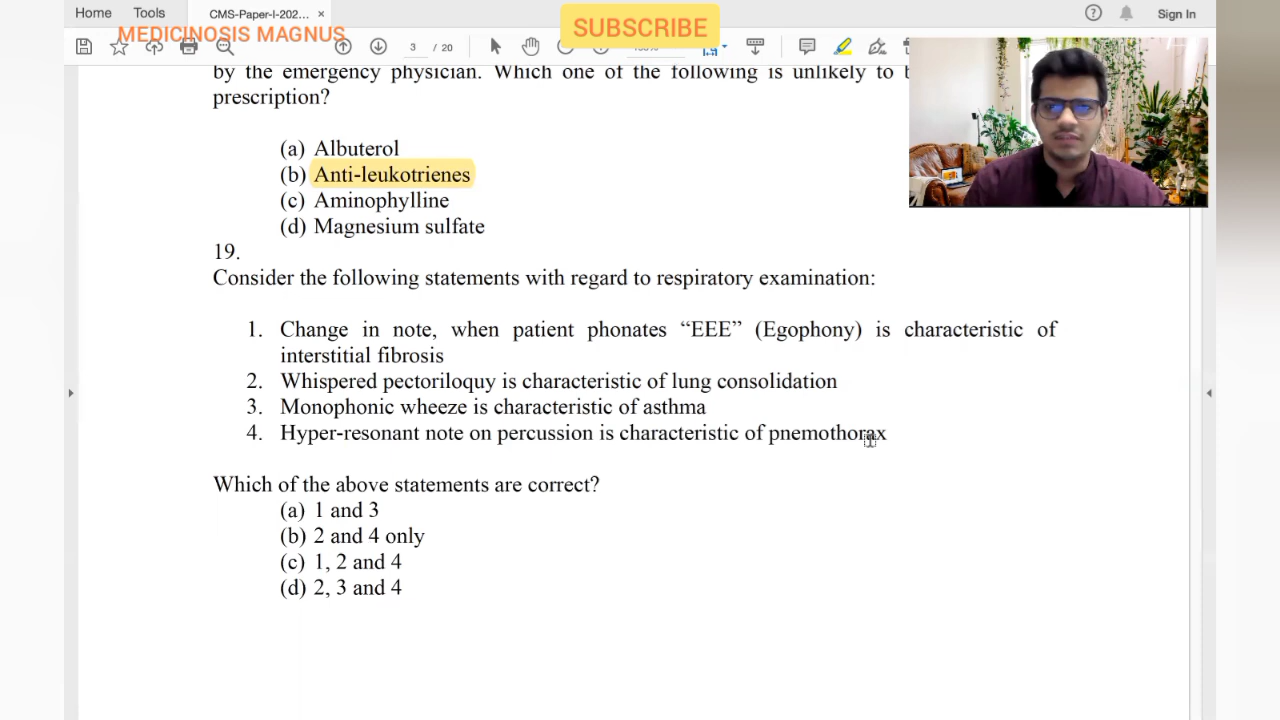 Home Tools CMS-Paper-I-202... × Sign In
MEDICINOSIS MAGNUS
SUBSCRIBE
3 / 20
by the emergency physician. Which one of the following is unlikely to
prescription?
(a) Albuterol
(b) Anti-leukotrienes
(c) Aminophylline
(d) Magnesium sulfate
19.
Consider the following statements with regard to respiratory examination:
1. Change in note, when patient phonates “EEE” (Egophony) is characteristic of
interstitial fibrosis
2. Whispered pectoriloquy is characteristic of lung consolidation
3. Monophonic wheeze is characteristic of asthma
4. Hyper-resonant note on percussion is characteristic of pnemothorax
Which of the above statements are correct?
(a) 1 and 3
(b) 2 and 4 only
(c) 1, 2 and 4
(d) 2, 3 and 4